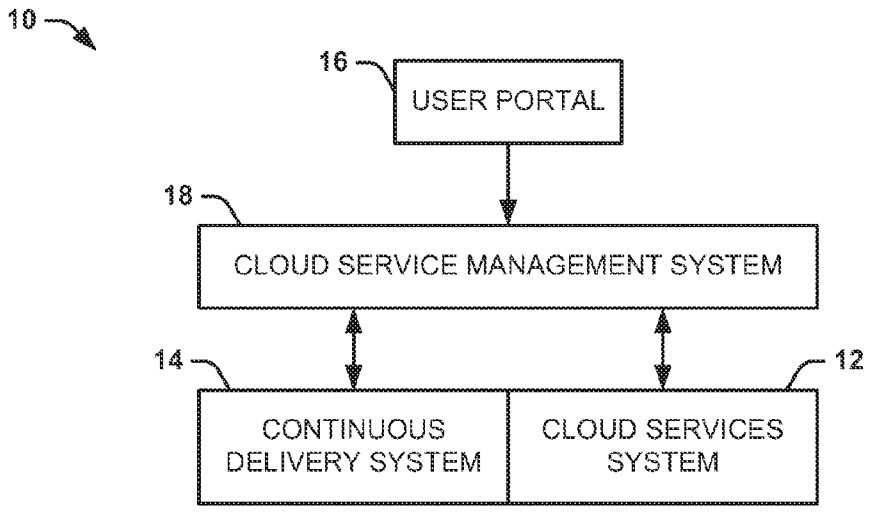 10
16
USER PORTAL
18
CLOUD SERVICE MANAGEMENT SYSTEM
14
12
CONTINUOUS
DELIVERY SYSTEM
CLOUD SERVICES
SYSTEM